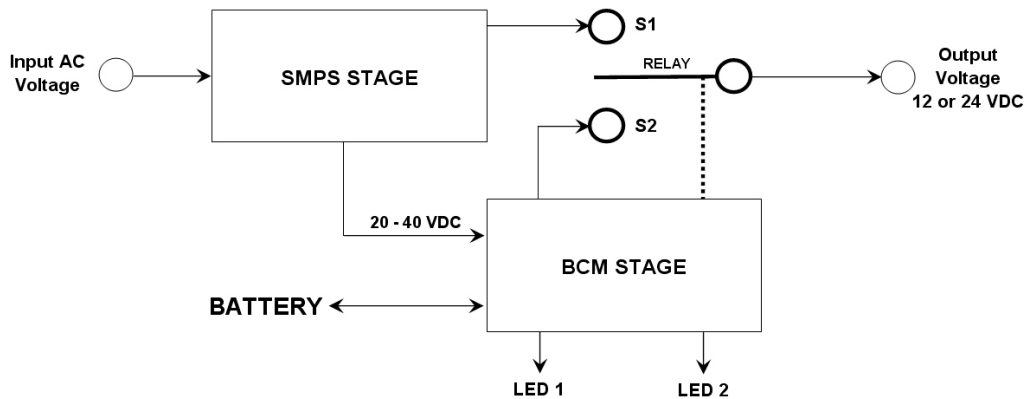 Input AC
Voltage
SMPS STAGE
S1
RELAY
Output
Voltage
12 or 24 VDC
S2
20 - 40 VDC
BCM STAGE
BATTERY
LED 1
LED 2